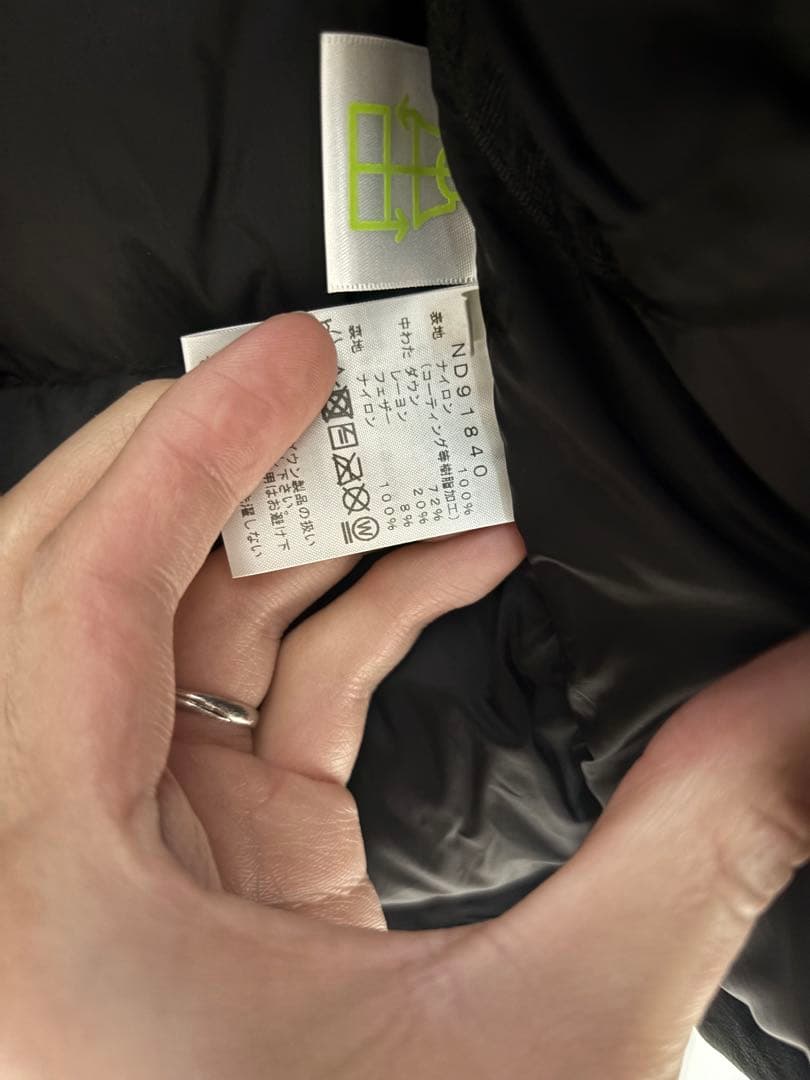 ND91840
表地 ナイロン 100%
(コーティング等樹脂加工)
中わた ダウン 72%
レーヨン 20%
フェザー 8%
裏地 ナイロン 100%
W
ウン製品の扱い
下さい。
明はお避け下
濯しない